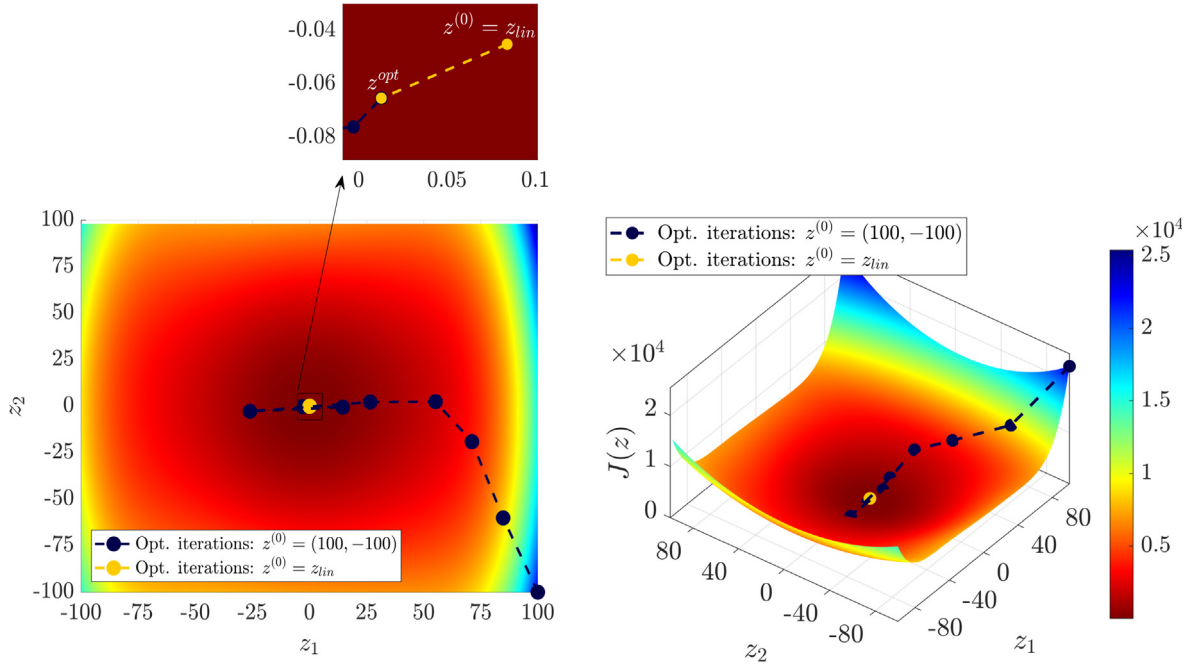 -0.04
-0.06
-0.08
z^{(0)} = z_{lin}
z^{opt}
0 0.05 0.1
100
75
50
25
0
-25
-50
-75
-100
z_2
Opt. iterations: z^{(0)} = (100, −100)
Opt. iterations: z^{(0)} = z_{lin}
-100 -75 -50 -25 0 25 50 75 100
z_1
Opt. iterations: z^{(0)} = (100, −100)
Opt. iterations: z^{(0)} = z_{lin}
×10^4
2
1
0
J(z)
80 40 0 -40 -80
z_2
80
40
0
-40
-80
z_1
×10^4
2.5
2
1.5
1
0.5